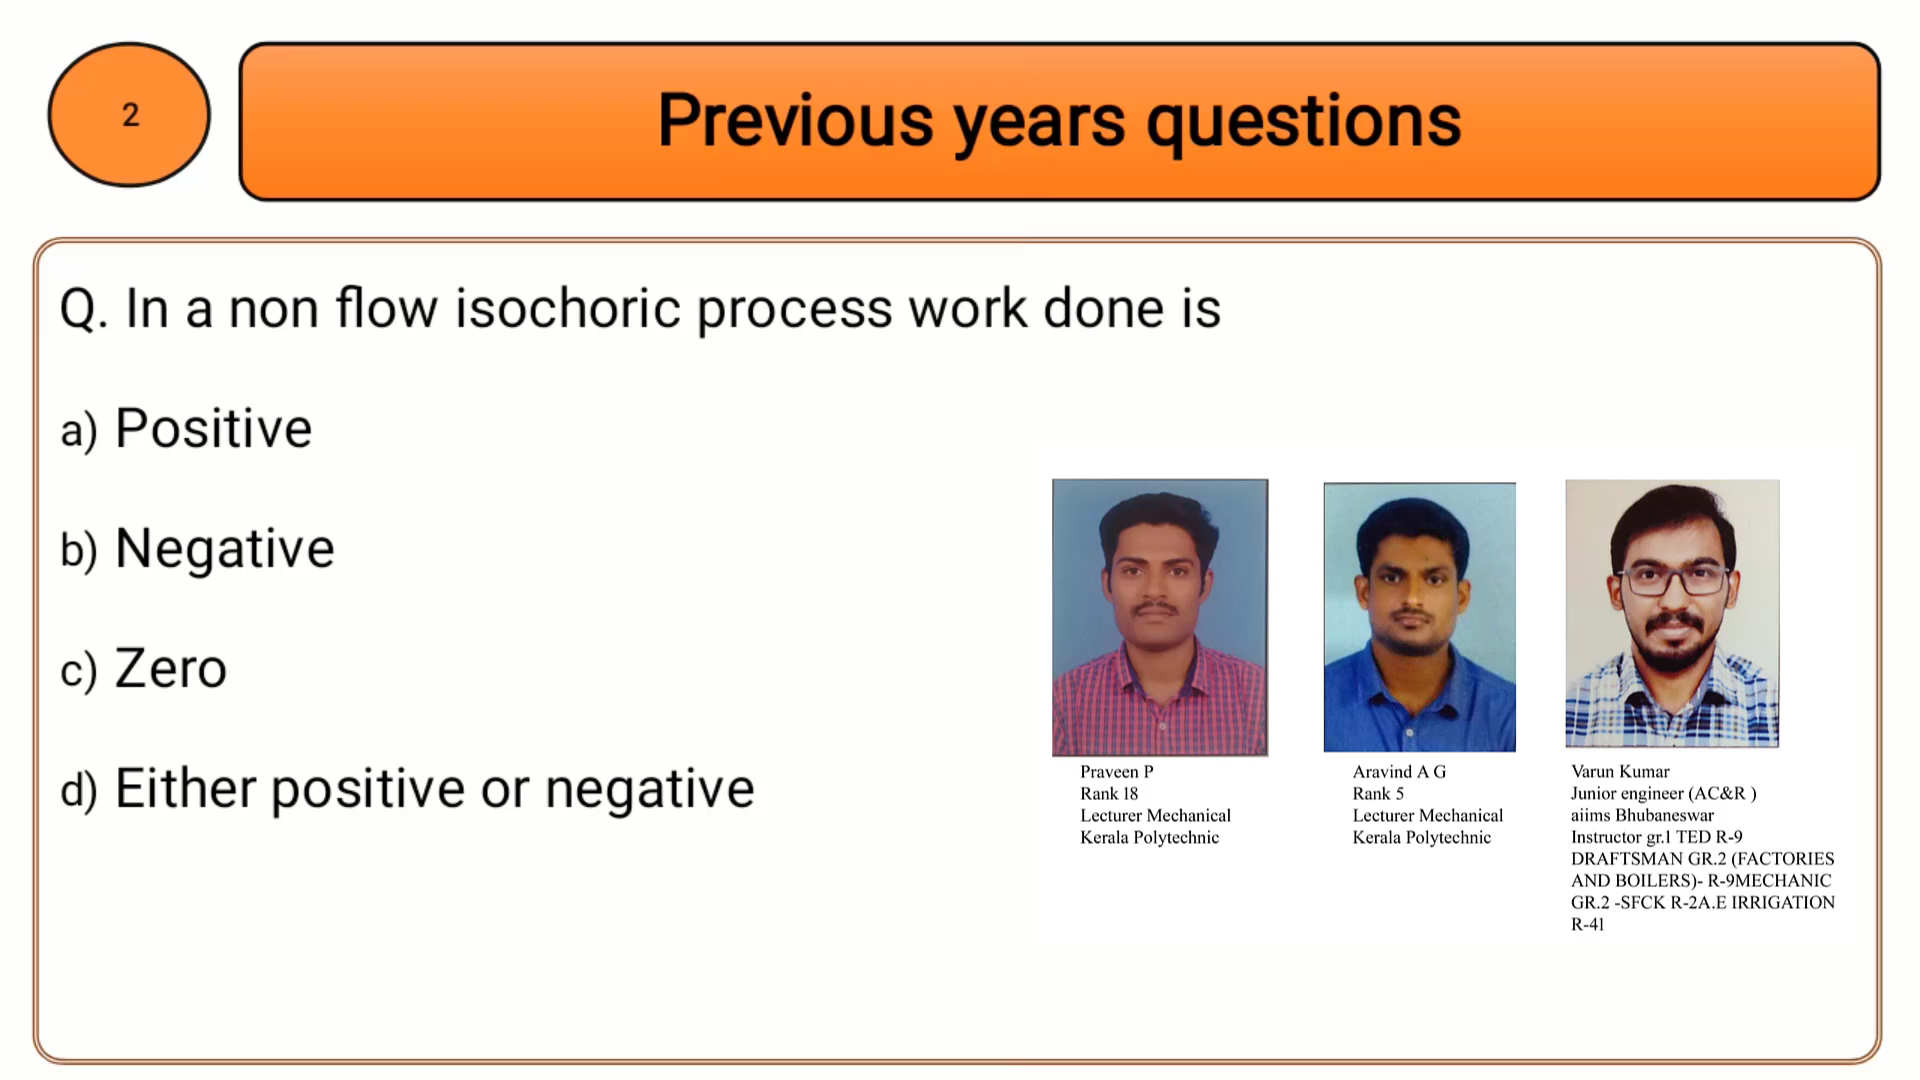 2
Previous years questions
Q. In a non flow isochoric process work done is
a) Positive
b) Negative
c) Zero
d) Either positive or negative
Praveen P
Rank 18
Lecturer Mechanical
Kerala Polytechnic
Aravind A G
Rank 5
Lecturer Mechanical
Kerala Polytechnic
Varun Kumar
Junior engineer (AC&R )
aiims Bhubaneswar
Instructor gr.1 TED R-9
DRAFTSMAN GR.2 (FACTORIES
AND BOILERS)- R-9MECHANIC
GR.2 -SFCK R-2A.E IRRIGATION
R-41